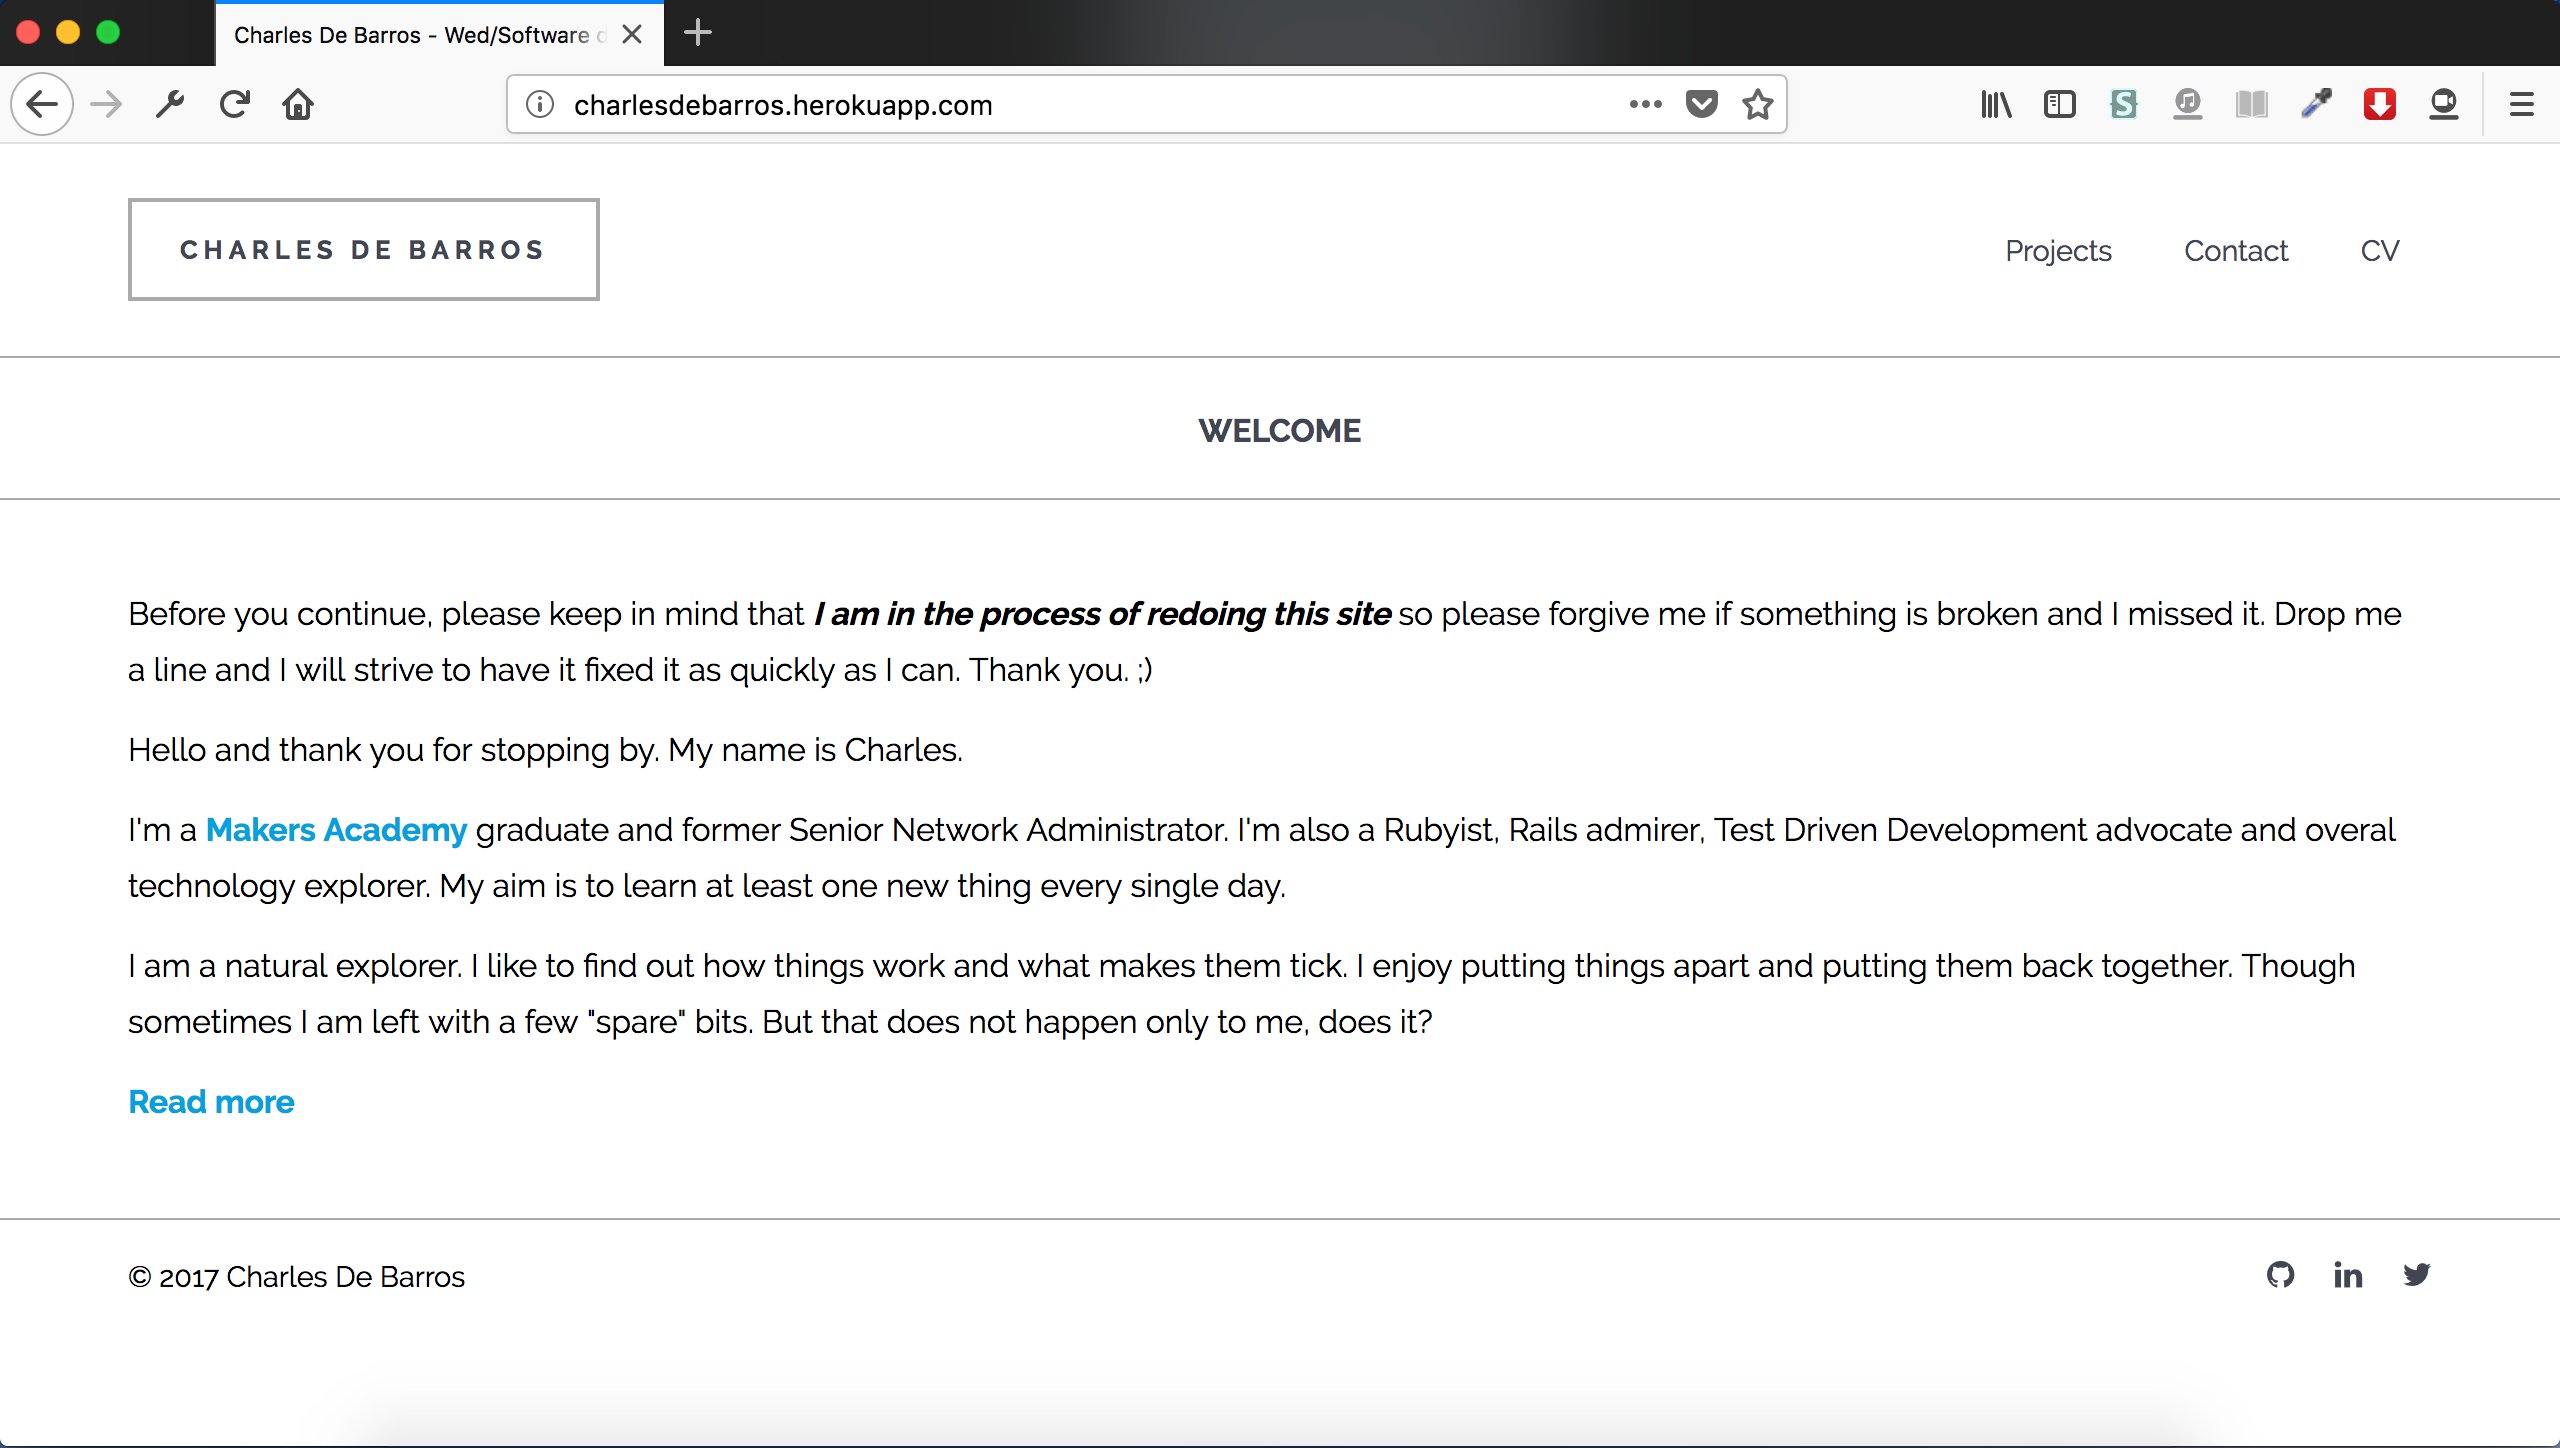 Charles De Barros - Wed/Software
charlesdebarros.herokuapp.com
CHARLES DE BARROS
Projects Contact CV
WELCOME
Before you continue, please keep in mind that I am in the process of redoing this site so please forgive me if something is broken and I missed it. Drop me
a line and I will strive to have it fixed it as quickly as I can. Thank you. ;)
Hello and thank you for stopping by. My name is Charles.
I'm a Makers Academy graduate and former Senior Network Administrator. I'm also a Rubyist, Rails admirer, Test Driven Development advocate and overal
technology explorer. My aim is to learn at least one new thing every single day.
I am a natural explorer. I like to find out how things work and what makes them tick. I enjoy putting things apart and putting them back together. Though
sometimes I am left with a few "spare" bits. But that does not happen only to me, does it?
Read more
© 2017 Charles De Barros